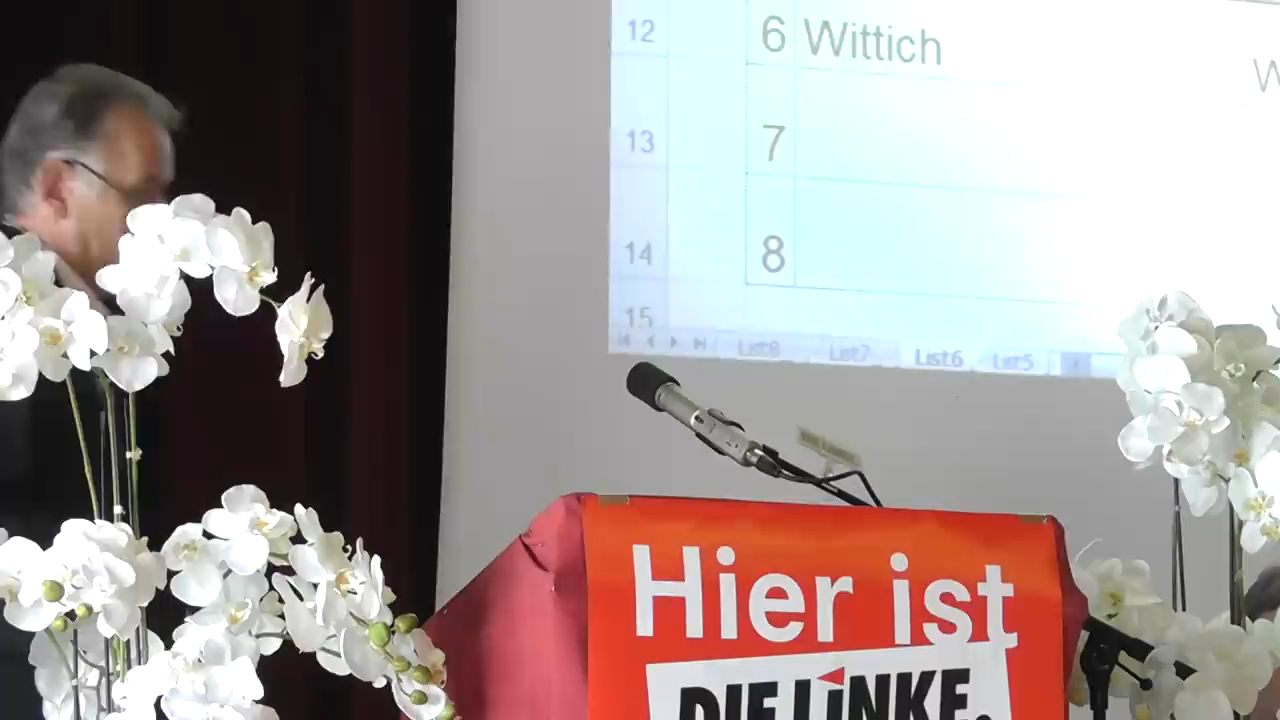 12 6 Wittich W
13 7
14 8
15
List8 List7 List6 List5
Hier ist
DIE LINKE.